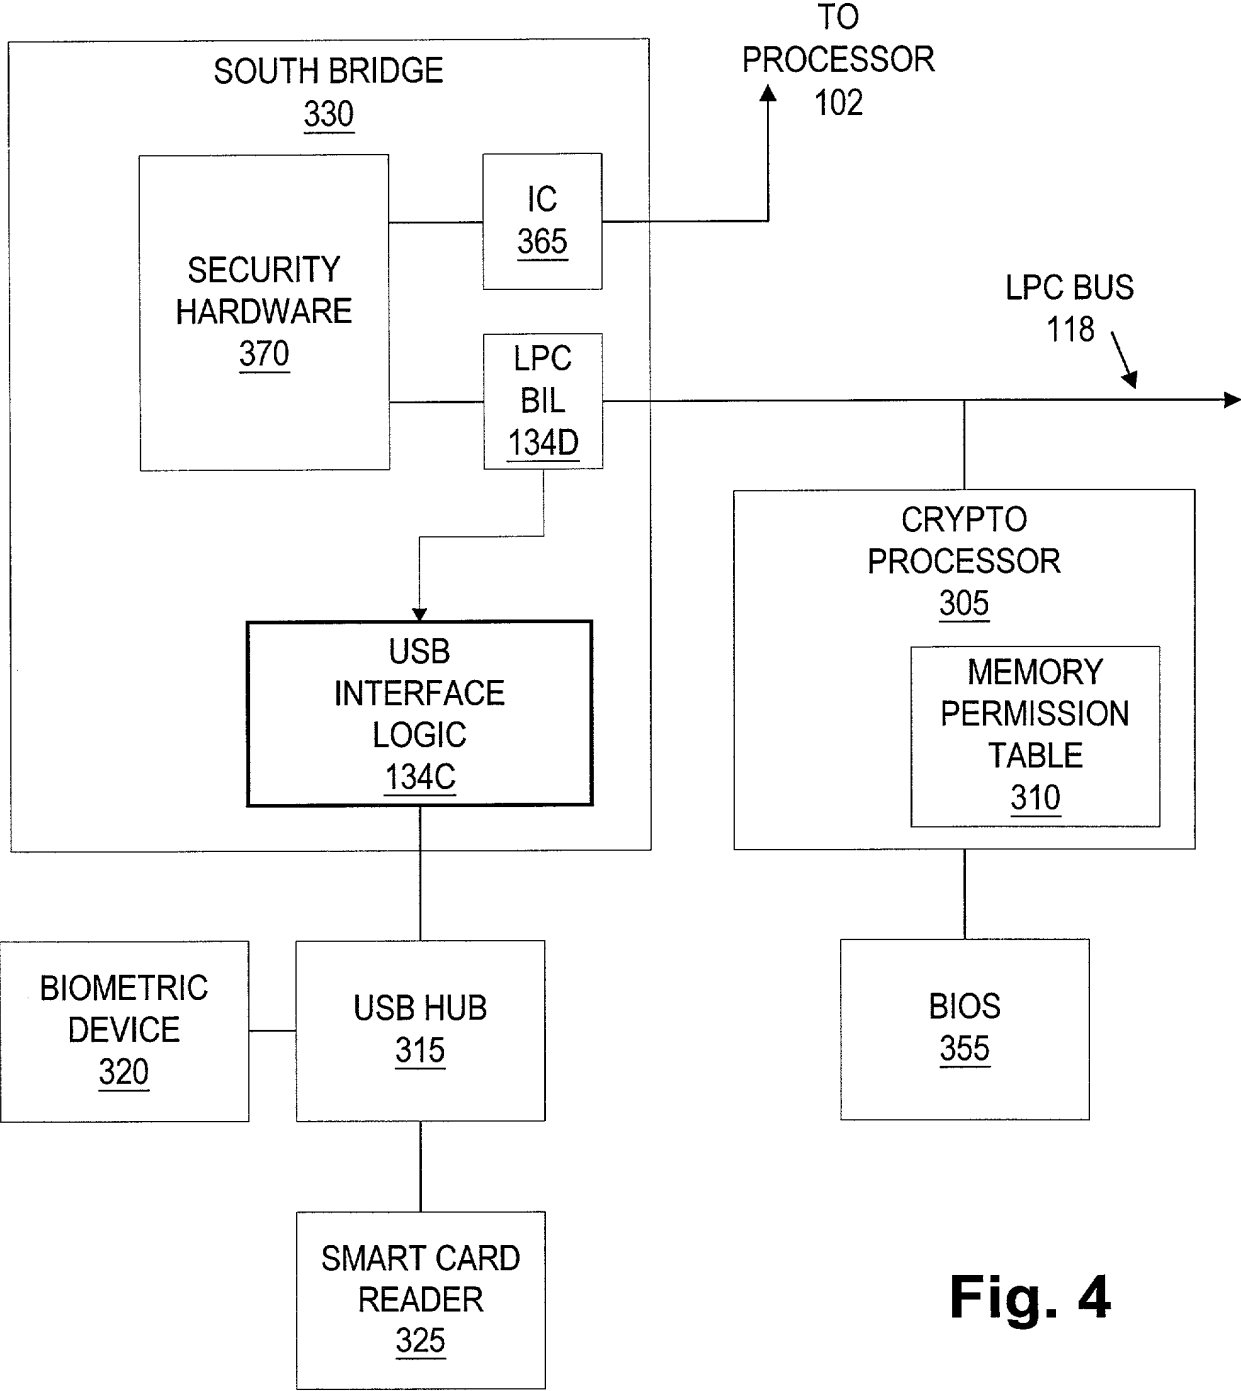 TO
PROCESSOR
102
SOUTH BRIDGE
330
IC
365
SECURITY
HARDWARE
370
LPC BUS
118
LPC
BIL
134D
CRYPTO
PROCESSOR
305
MEMORY
PERMISSION
TABLE
310
USB
INTERFACE
LOGIC
134C
BIOMETRIC
DEVICE
320
USB HUB
315
BIOS
355
SMART CARD
READER
325
Fig. 4